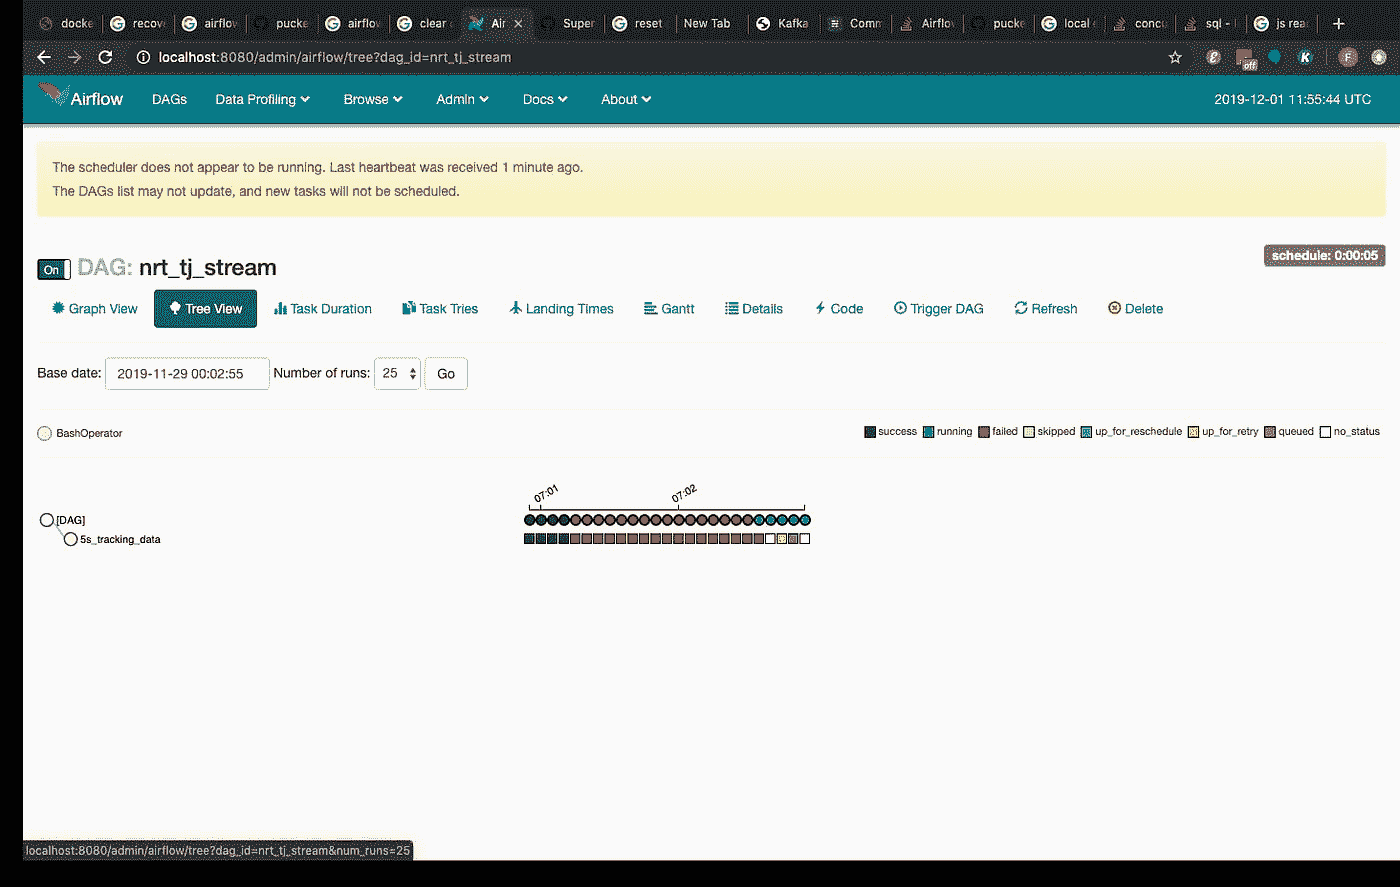 docke recov airflov pucke airflov clear Air Super reset New Tab Kafka Comm Airflo pucke local concu sql - js rea
localhost:8080/admin/airflow/tree?dag_id=nrt_tj_stream
off K F
Airflow DAGs Data Profiling Browse Admin Docs About 2019-12-01 11:55:44 UTC
The scheduler does not appear to be running. Last heartbeat was received 1 minute ago.
The DAGs list may not update, and new tasks will not be scheduled.
schedule: 0:00:05
On DAG: nrt_tj_stream
Graph View Tree View Task Duration Task Tries Landing Times Gantt Details Code Trigger DAG Refresh Delete
Base date: 2019-11-29 00:02:55 Number of runs: 25 Go
BashOperator success running failed skipped up_for_reschedule up_for_retry queued no_status
07:01 07:02
[DAG]
5s_tracking_data
localhost:8080/admin/airflow/tree?dag_id=nrt_tj_stream&num_runs=25